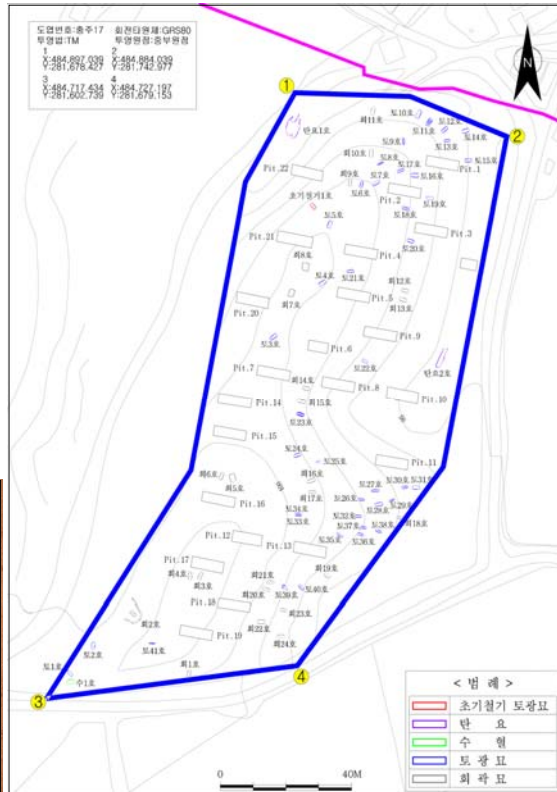 도엽번호:충주17 회전타원체:GRS80
투영법:TM 투영원점:중부원점
1 2
X:484,897.039 X:484,884.039
Y:281,678.427 Y:281,742.977
3 4
X:484,717.434 X:484,727.197
Y:281,602.739 Y:281,679.153
N
1
2
탄요1호
회11호
토10호
토12호
토11호
토14호
토9호
토13호
회10호
토8호
토15호
Pit.1
Pit.22
토17호
토16호
회9호
토7호
토6호
Pit.2
초기철기1호
토19호
토18호
토5호
Pit.3
Pit.21
토20호
Pit.4
회8호
토4호
토21호
회12호
회7호
Pit.5
회13호
Pit.20
Pit.9
토3호
Pit.6
탄요2호
토22호
Pit.7
회14호
Pit.8
Pit.10
Pit.14
회15호
토23호
Pit.15
토24호
토25호
Pit.11
회6호
회16호
회5호
토27호
토30호
토31호
Pit.16
회17호
토26호
토34호
토28호
토29호
토33호
토32호
회18호
토37호
토38호
Pit.12
토35호
토36호
Pit.13
Pit.17
회4호
회19호
회3호
회21호
회20호
토39호
토40호
Pit.18
회23호
회2호
회22호
Pit.19
회24호
토2호
토41호
토1호
회1호
수1호
3
4
< 범 례 >
초기철기 토광묘
탄 요
수 혈
토 광 묘
회 곽 묘
0 40M